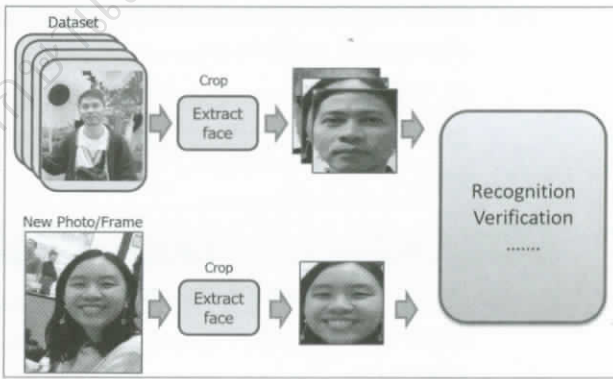 Dataset
Crop
Extract
face
Recognition
Verification
.......
New Photo/Frame
Crop
Extract
face